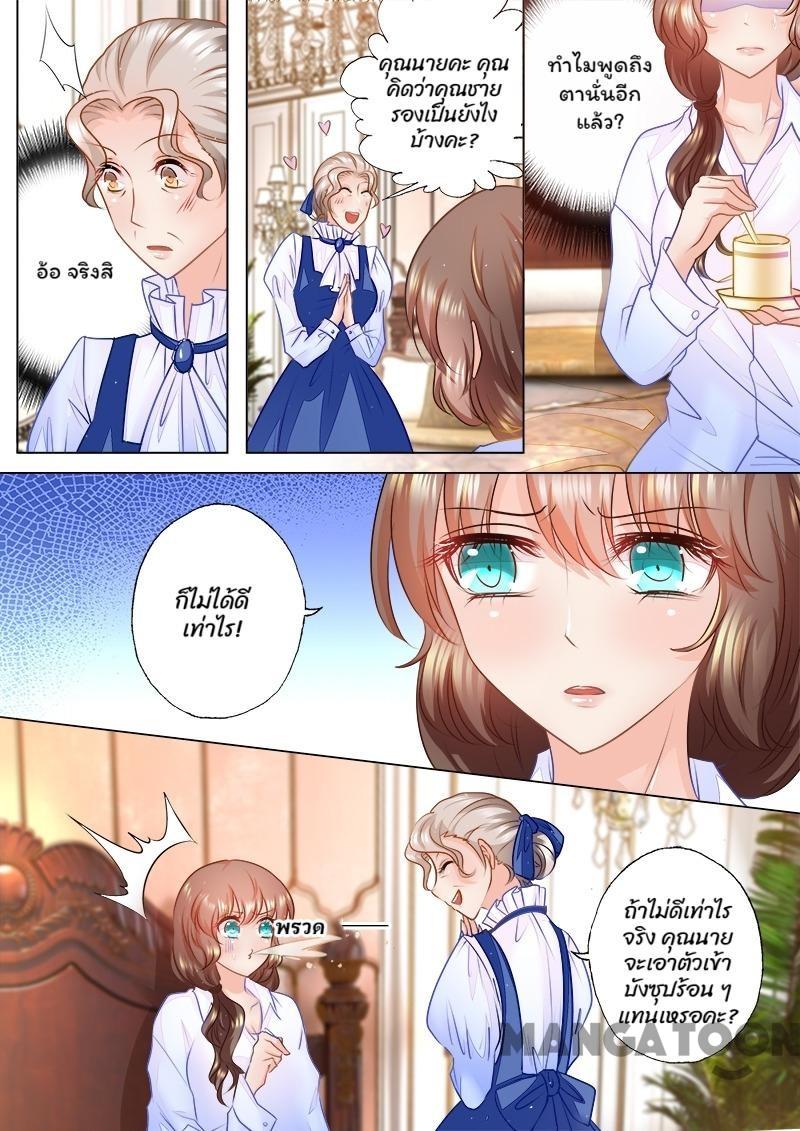 อ้อ จริงสิ
คุณนายคะ คุณ
คิดว่าคุณชาย
รองเป็นยังไง
บ้างคะ?
ทำไมพูดถึง
ตานั่นอีก
แล้ว?
ก็ไม่ได้ดี
เท่าไร!
พรวด
ถ้าไม่ดีเท่าไร
จริง คุณนาย
จะเอาตัวเข้า
บังซุปร้อน ๆ
แทนเหรอคะ?
MANGATOON